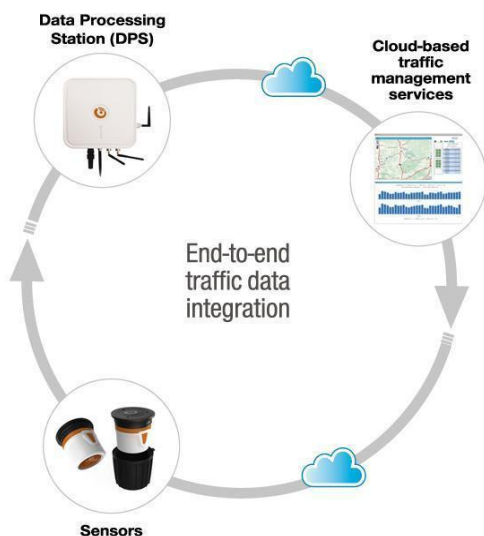 Data Processing
Station (DPS)
Cloud-based
traffic
management
services
End-to-end
traffic data
integration
Sensors